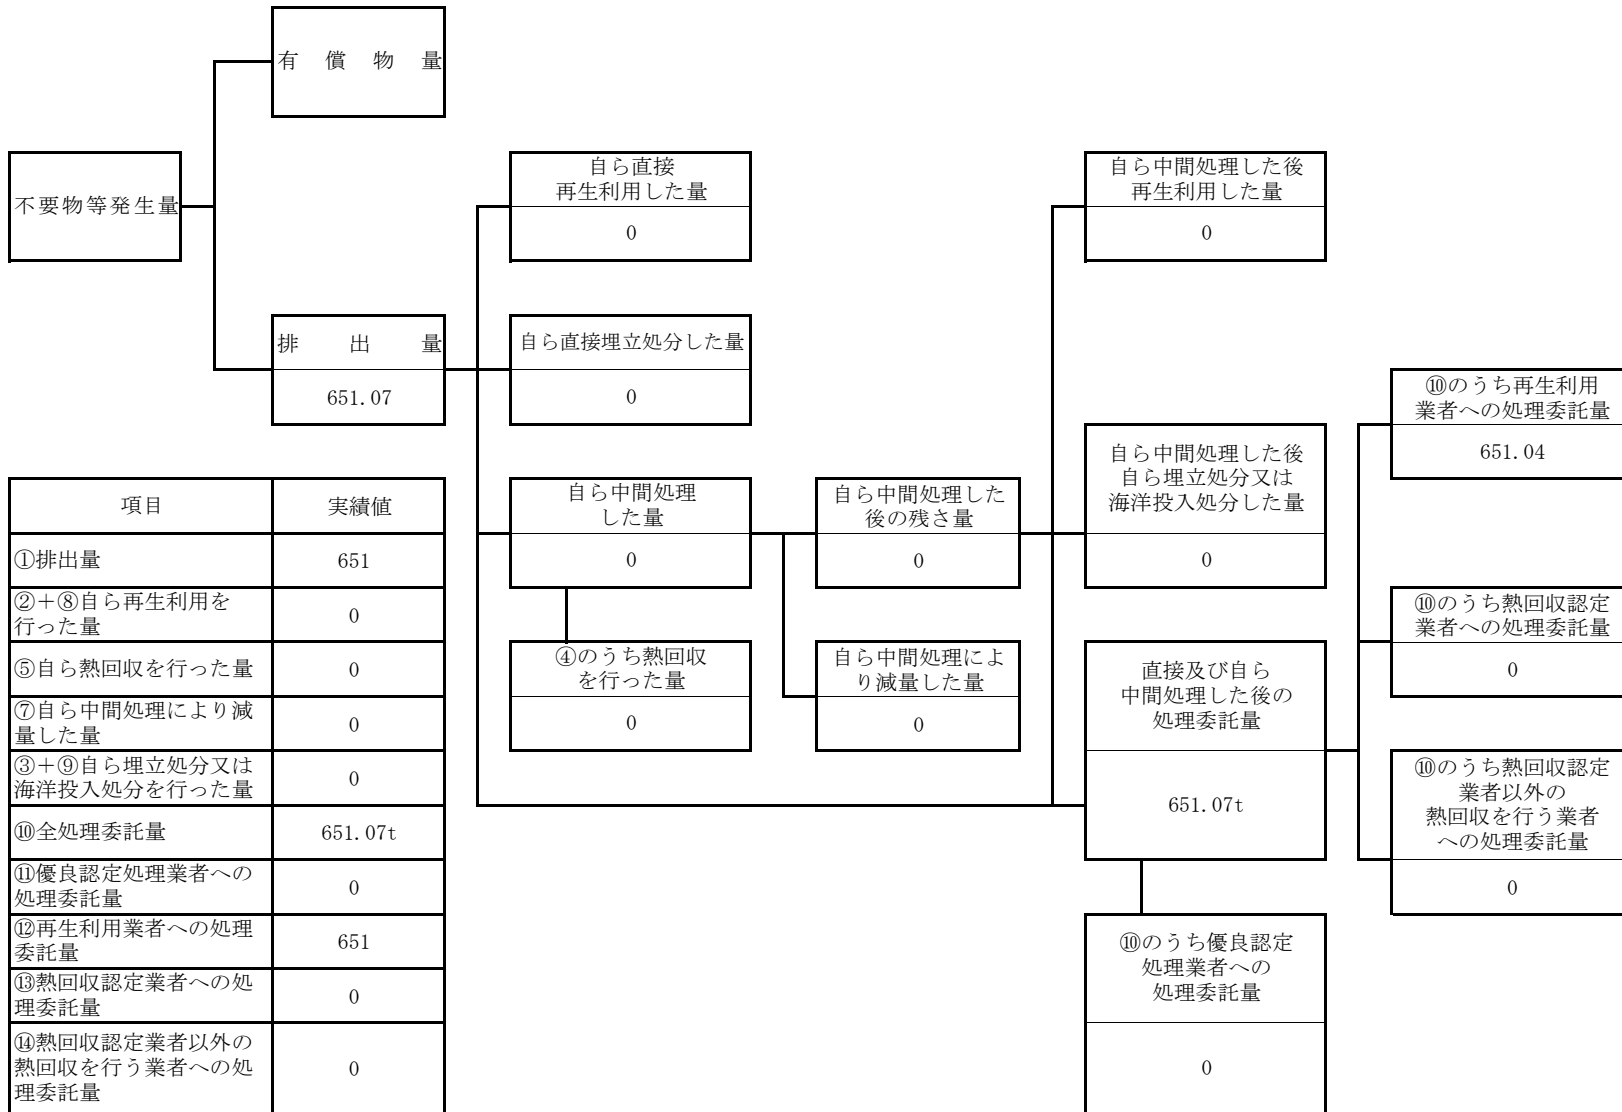 有償物量
不要物等発生量
自ら直接
再生利用した量
0
自ら中間処理した後
再生利用した量
0
排出量
651.07
自ら直接埋立処分した量
0
⑩のうち再生利用
業者への処理委託量
651.04
自ら中間処理
した量
0
自ら中間処理した
後の残さ量
0
自ら中間処理した後
自ら埋立処分又は
海洋投入処分した量
0
④のうち熱回収
を行った量
0
自ら中間処理によ
り減量した量
0
直接及び自ら
中間処理した後の
処理委託量
651.07t
⑩のうち熱回収認定
業者への処理委託量
0
⑩のうち熱回収認定
業者以外の
熱回収を行う業者
への処理委託量
0
⑩のうち優良認定
処理業者への
処理委託量
0
項目 実績値
①排出量 651
②+⑧自ら再生利用を
行った量 0
⑤自ら熱回収を行った量 0
⑦自ら中間処理により減
量した量 0
③+⑨自ら埋立処分又は
海洋投入処分を行った量 0
⑩全処理委託量 651.07t
⑪優良認定処理業者への
処理委託量 0
⑫再生利用業者への処理
委託量 651
⑬熱回収認定業者への処
理委託量 0
⑭熱回収認定業者以外の
熱回収を行う業者への処
理委託量 0